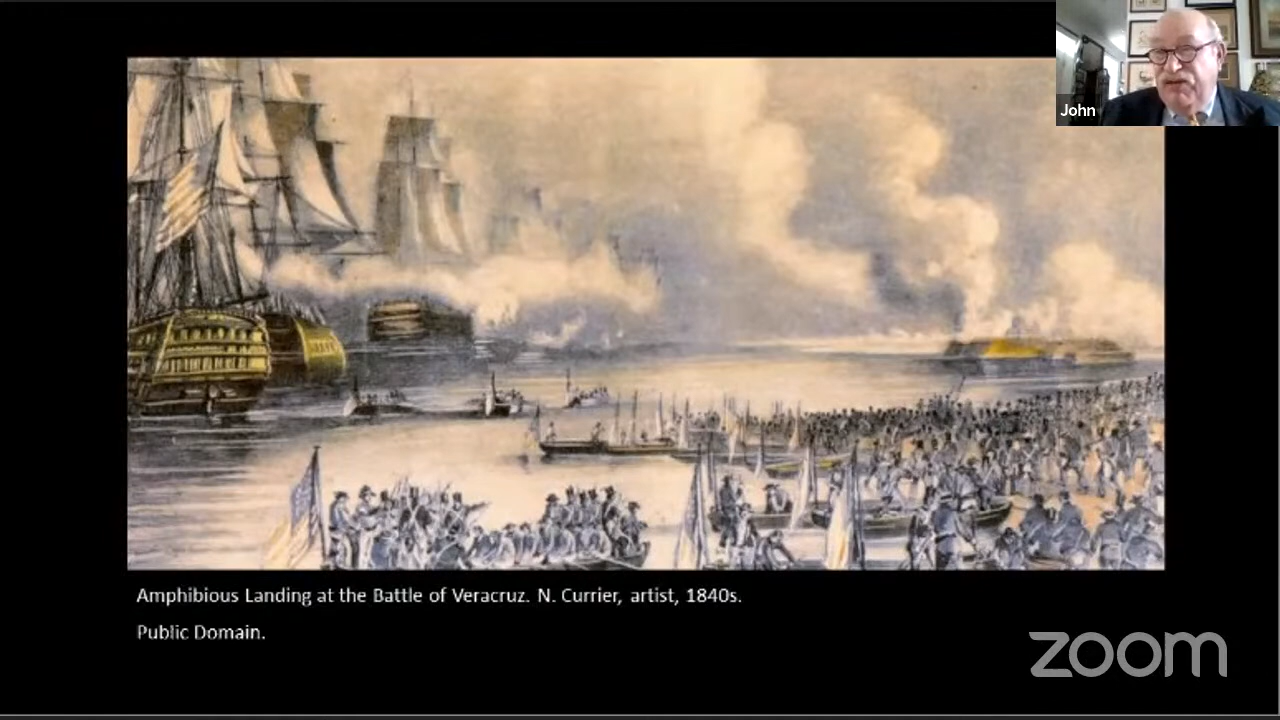 John
Amphibious Landing at the Battle of Veracruz. N. Currier, artist, 1840s.
Public Domain.
zoom